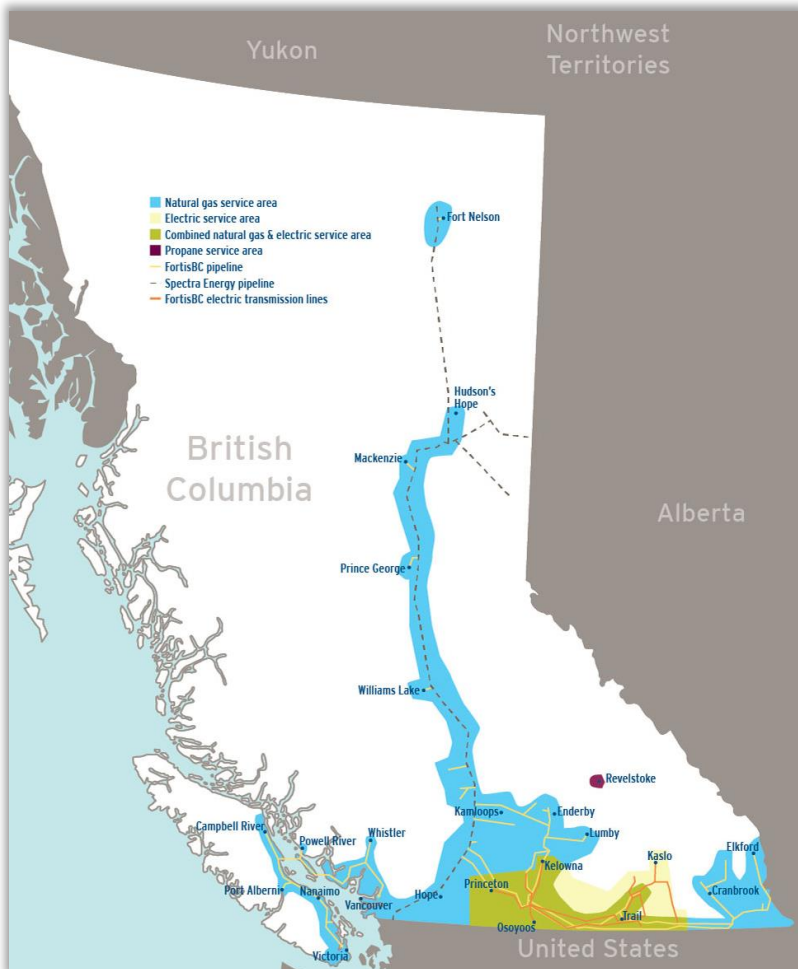 Yukon
Northwest
Territories
Natural gas service area
Electric service area
Combined natural gas & electric service area
Propane service area
FortisBC pipeline
Spectra Energy pipeline
FortisBC electric transmission lines
Fort Nelson
Hudson's
Hope
British
Columbia
Mackenzie
Alberta
Prince George
Williams Lake
Revelstoke
Kamloops
Enderby
Campbell River
Powell River
Whistler
Lumby
Elkford
Kelowna
Kaslo
Port Alberni
Nanaimo
Vancouver
Hope
Princeton
Cranbrook
Trail
Osoyoos
Victoria
United States